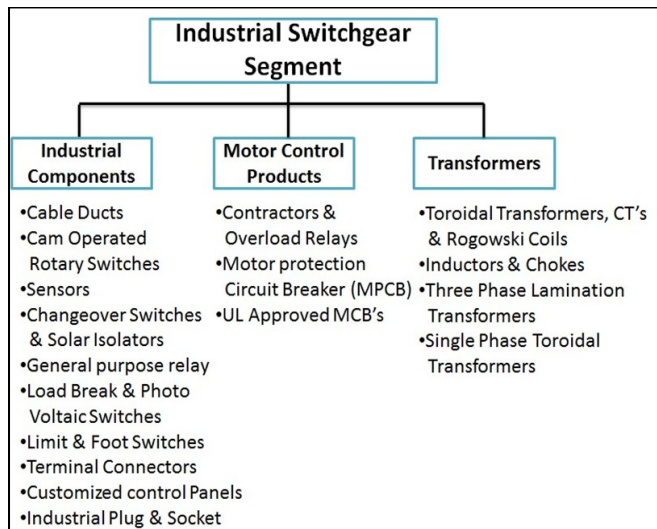 Industrial Switchgear
Segment
Industrial
Components
•Cable Ducts
•Cam Operated
Rotary Switches
•Sensors
•Changeover Switches
& Solar Isolators
•General purpose relay
•Load Break & Photo
Voltaic Switches
•Limit & Foot Switches
•Terminal Connectors
•Customized control Panels
•Industrial Plug & Socket
Motor Control
Products
•Contractors &
Overload Relays
•Motor protection
Circuit Breaker (MPCB)
•UL Approved MCB's
Transformers
•Toroidal Transformers, CT's
& Rogowski Coils
•Inductors & Chokes
•Three Phase Lamination
Transformers
•Single Phase Toroidal
Transformers